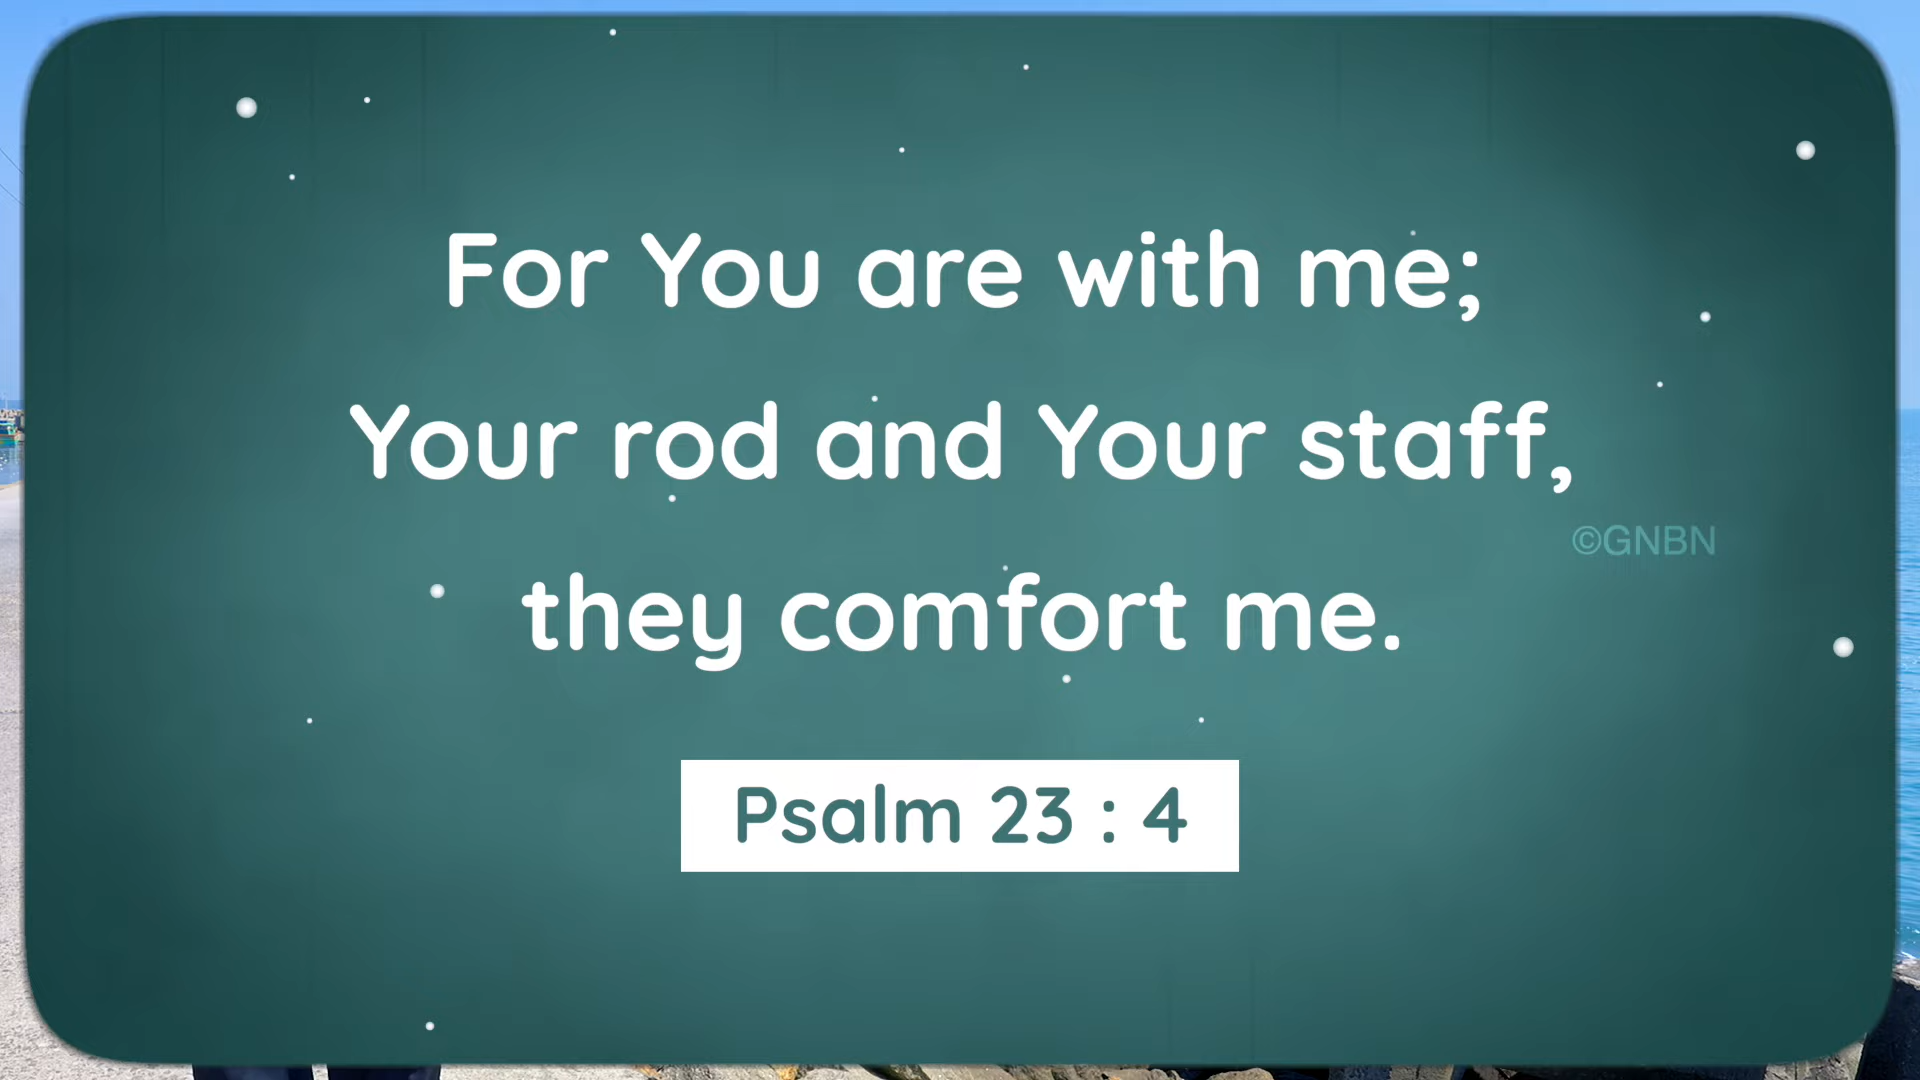 For You are with me;
Your rod and Your staff,
©GNBN
they comfort me.
Psalm 23 : 4